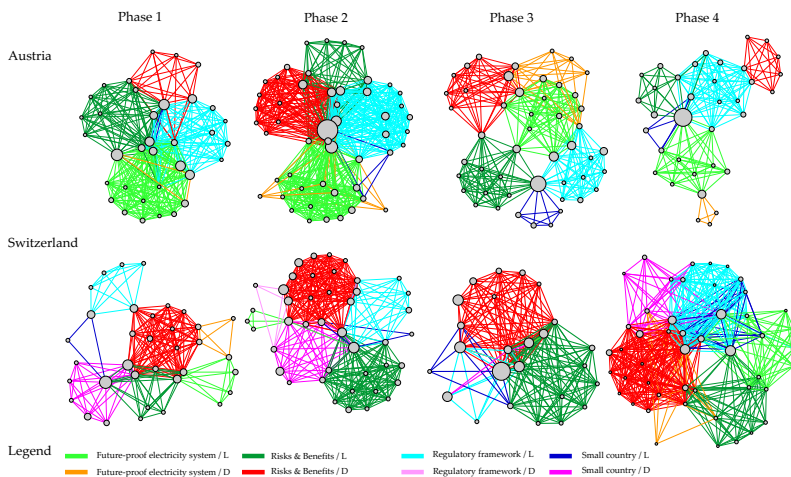 Phase 1 Phase 2 Phase 3 Phase 4
Austria
Switzerland
Legend
Future-proof electricity system / L Risks & Benefits / L Regulatory framework / L Small country / L
Future-proof electricity system / D Risks & Benefits / D Regulatory framework / D Small country / D